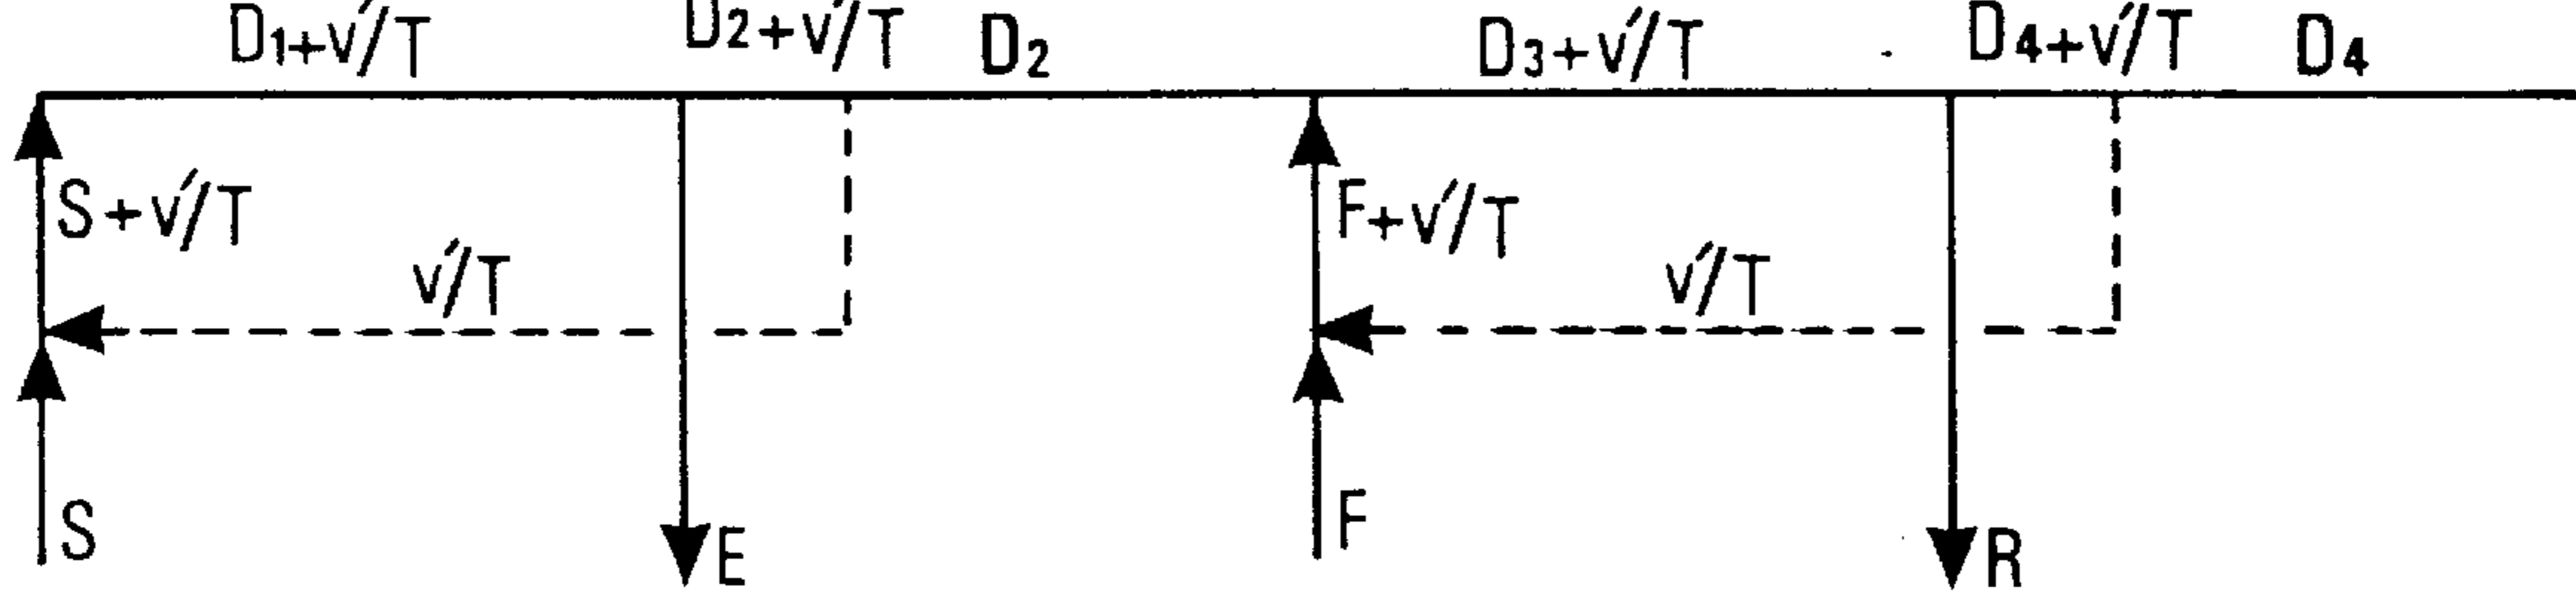 D1+v'/T D2+v'/T D2 D3+v'/T D4+v'/T D4
S+v'/T F+v'/T
v'/T v'/T
S E F R